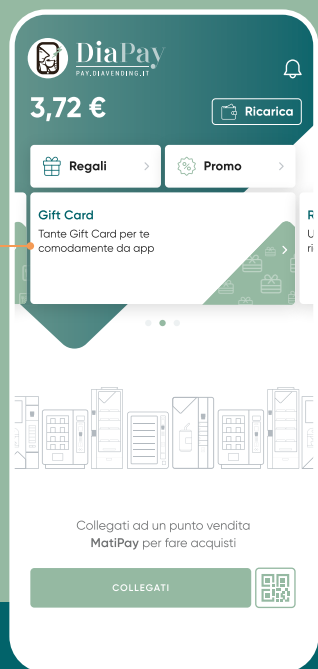 DiaPay
PAY.DIAVENDING.IT
3,72 €
Ricarica
Regali
Promo
Gift Card
Tante Gift Card per te
comodamente da app
R
U
ri
Collegati ad un punto vendita
MatiPay per fare acquisti
COLLEGATI